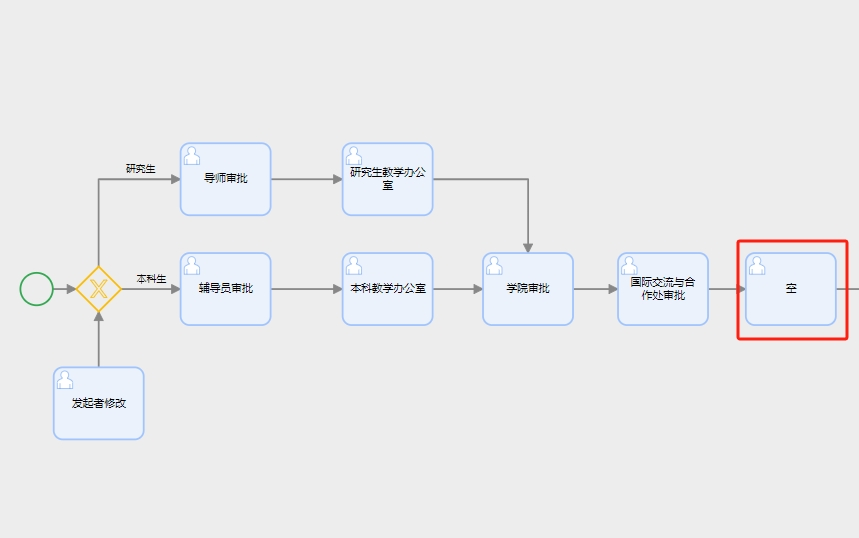 研究生
导师审批
研究生教学办公
室
本科生
辅导员审批
本科教学办公室
学院审批
国际交流与合
作处审批
空
发起者修改